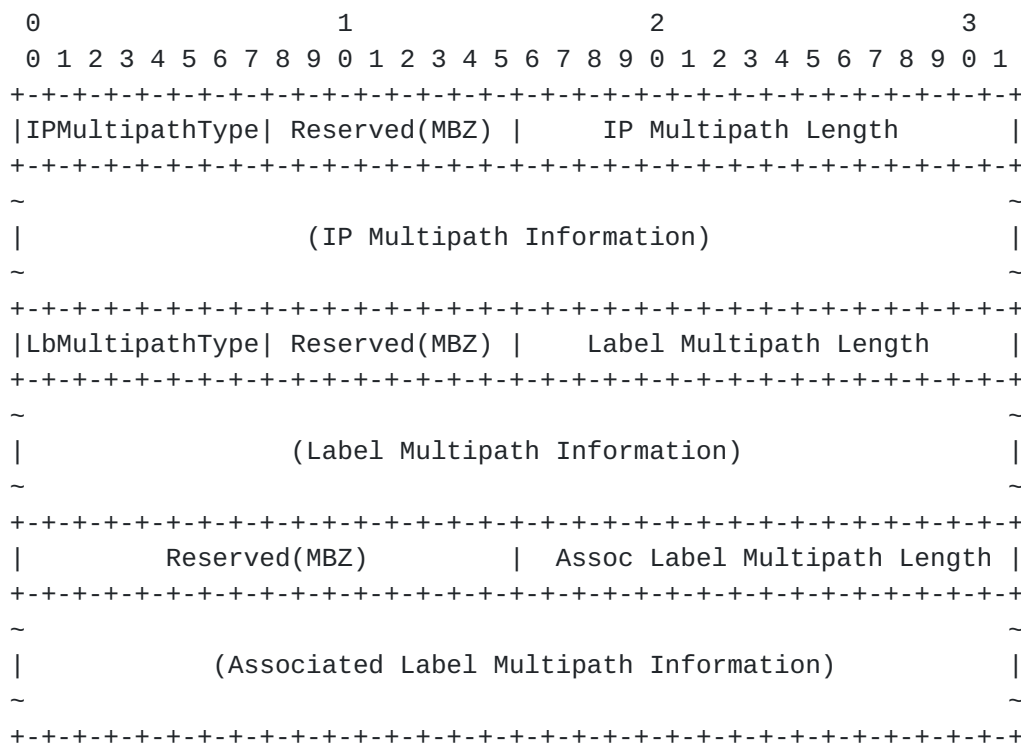 0                   1                   2                   3
 0 1 2 3 4 5 6 7 8 9 0 1 2 3 4 5 6 7 8 9 0 1 2 3 4 5 6 7 8 9 0 1
+-+-+-+-+-+-+-+-+-+-+-+-+-+-+-+-+-+-+-+-+-+-+-+-+-+-+-+-+-+-+-+-+
|IPMultipathType| Reserved(MBZ) |     IP Multipath Length       |
+-+-+-+-+-+-+-+-+-+-+-+-+-+-+-+-+-+-+-+-+-+-+-+-+-+-+-+-+-+-+-+-+
~                                                               ~
|                  (IP Multipath Information)                   |
~                                                               ~
+-+-+-+-+-+-+-+-+-+-+-+-+-+-+-+-+-+-+-+-+-+-+-+-+-+-+-+-+-+-+-+-+
|LbMultipathType| Reserved(MBZ) |    Label Multipath Length     |
+-+-+-+-+-+-+-+-+-+-+-+-+-+-+-+-+-+-+-+-+-+-+-+-+-+-+-+-+-+-+-+-+
~                                                               ~
|                 (Label Multipath Information)                 |
~                                                               ~
+-+-+-+-+-+-+-+-+-+-+-+-+-+-+-+-+-+-+-+-+-+-+-+-+-+-+-+-+-+-+-+-+
|         Reserved(MBZ)         |  Assoc Label Multipath Length |
+-+-+-+-+-+-+-+-+-+-+-+-+-+-+-+-+-+-+-+-+-+-+-+-+-+-+-+-+-+-+-+-+
~                                                               ~
|            (Associated Label Multipath Information)           |
~                                                               ~
+-+-+-+-+-+-+-+-+-+-+-+-+-+-+-+-+-+-+-+-+-+-+-+-+-+-+-+-+-+-+-+-+